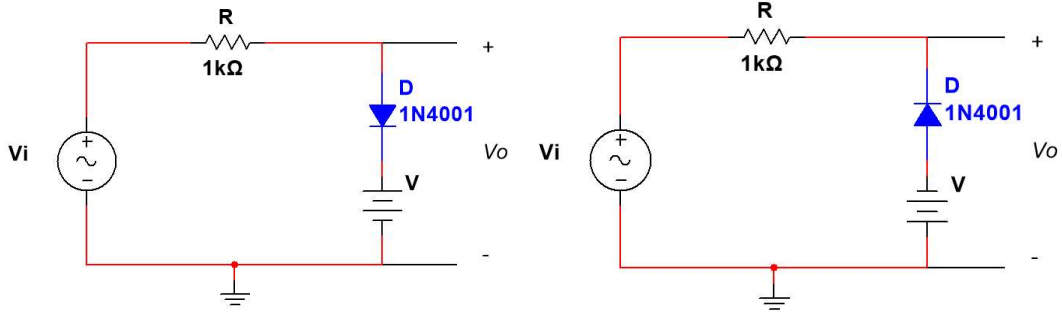 R
1kΩ
+
D
1N4001
Vi
+
−
Vo
V
-
R
1kΩ
+
D
1N4001
Vi
+
−
Vo
V
-